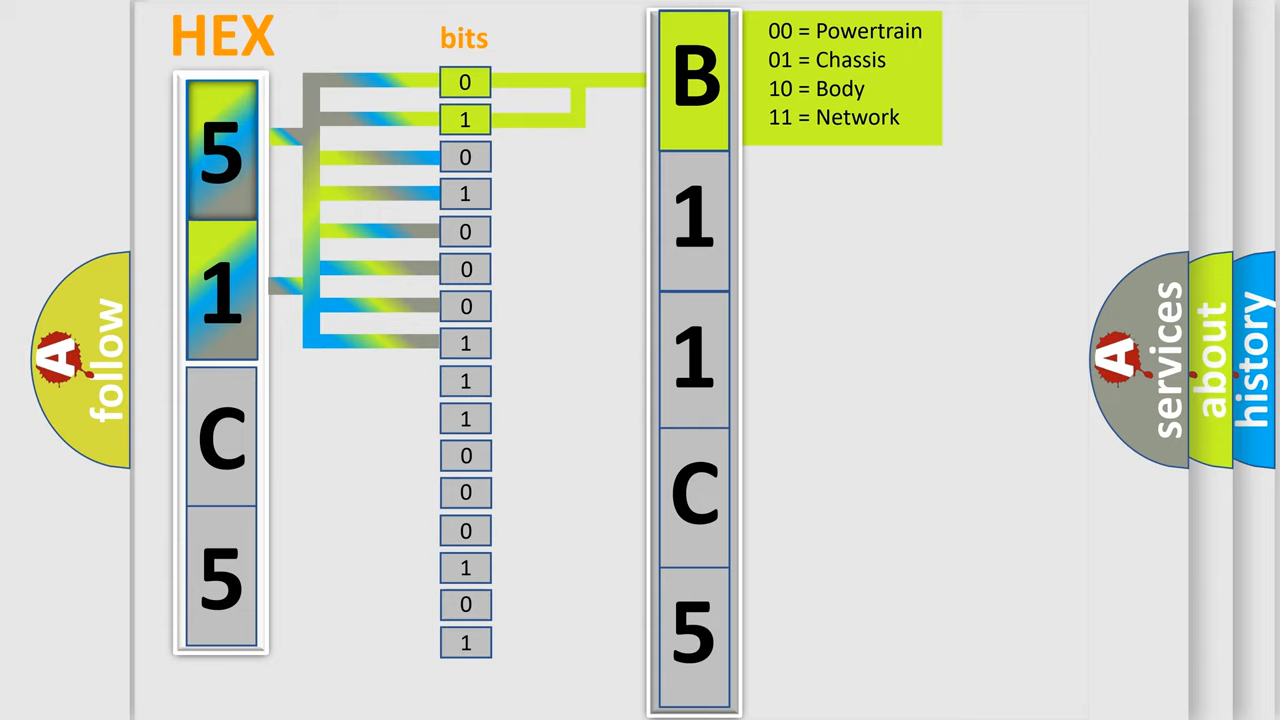 HEX
bits
5
1
C
5
0
1
0
1
0
0
0
1
1
1
0
0
0
1
0
1
B
1
1
C
5
00 = Powertrain
01 = Chassis
10 = Body
11 = Network
A follow
A services
about
history